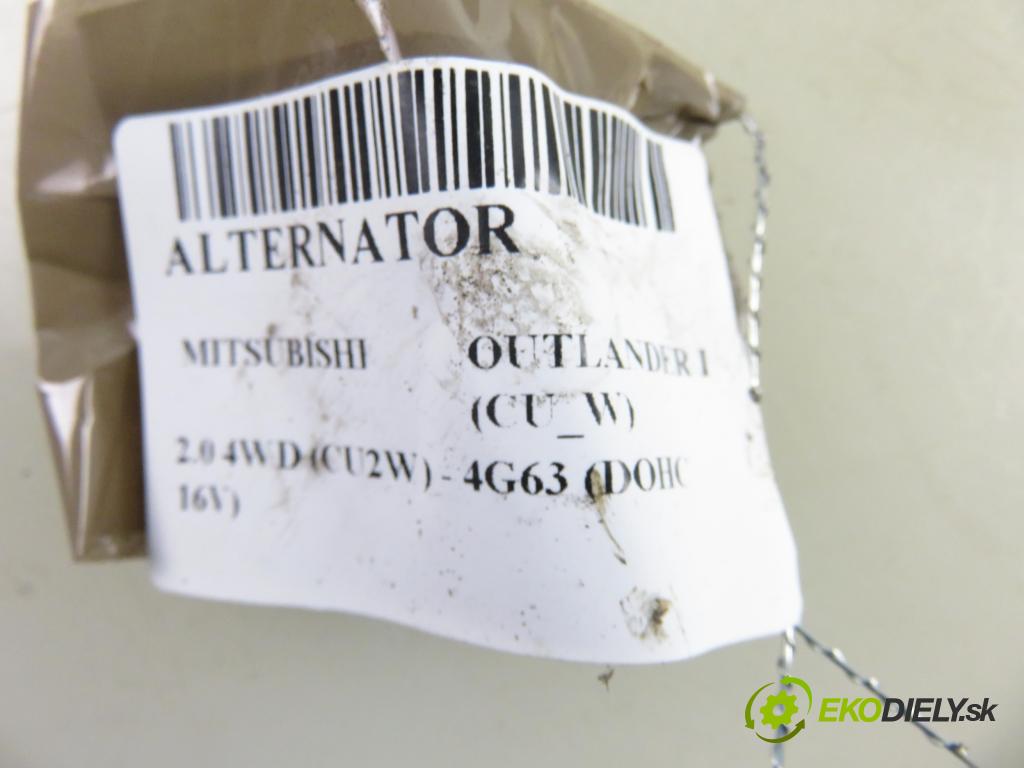 ALTERNATOR
MITSUBISHI OUTLANDER I
(CU_W)
2.0 4WD (CU2W) - 4G63 (DOHC
16V)
EKODIELY.sk